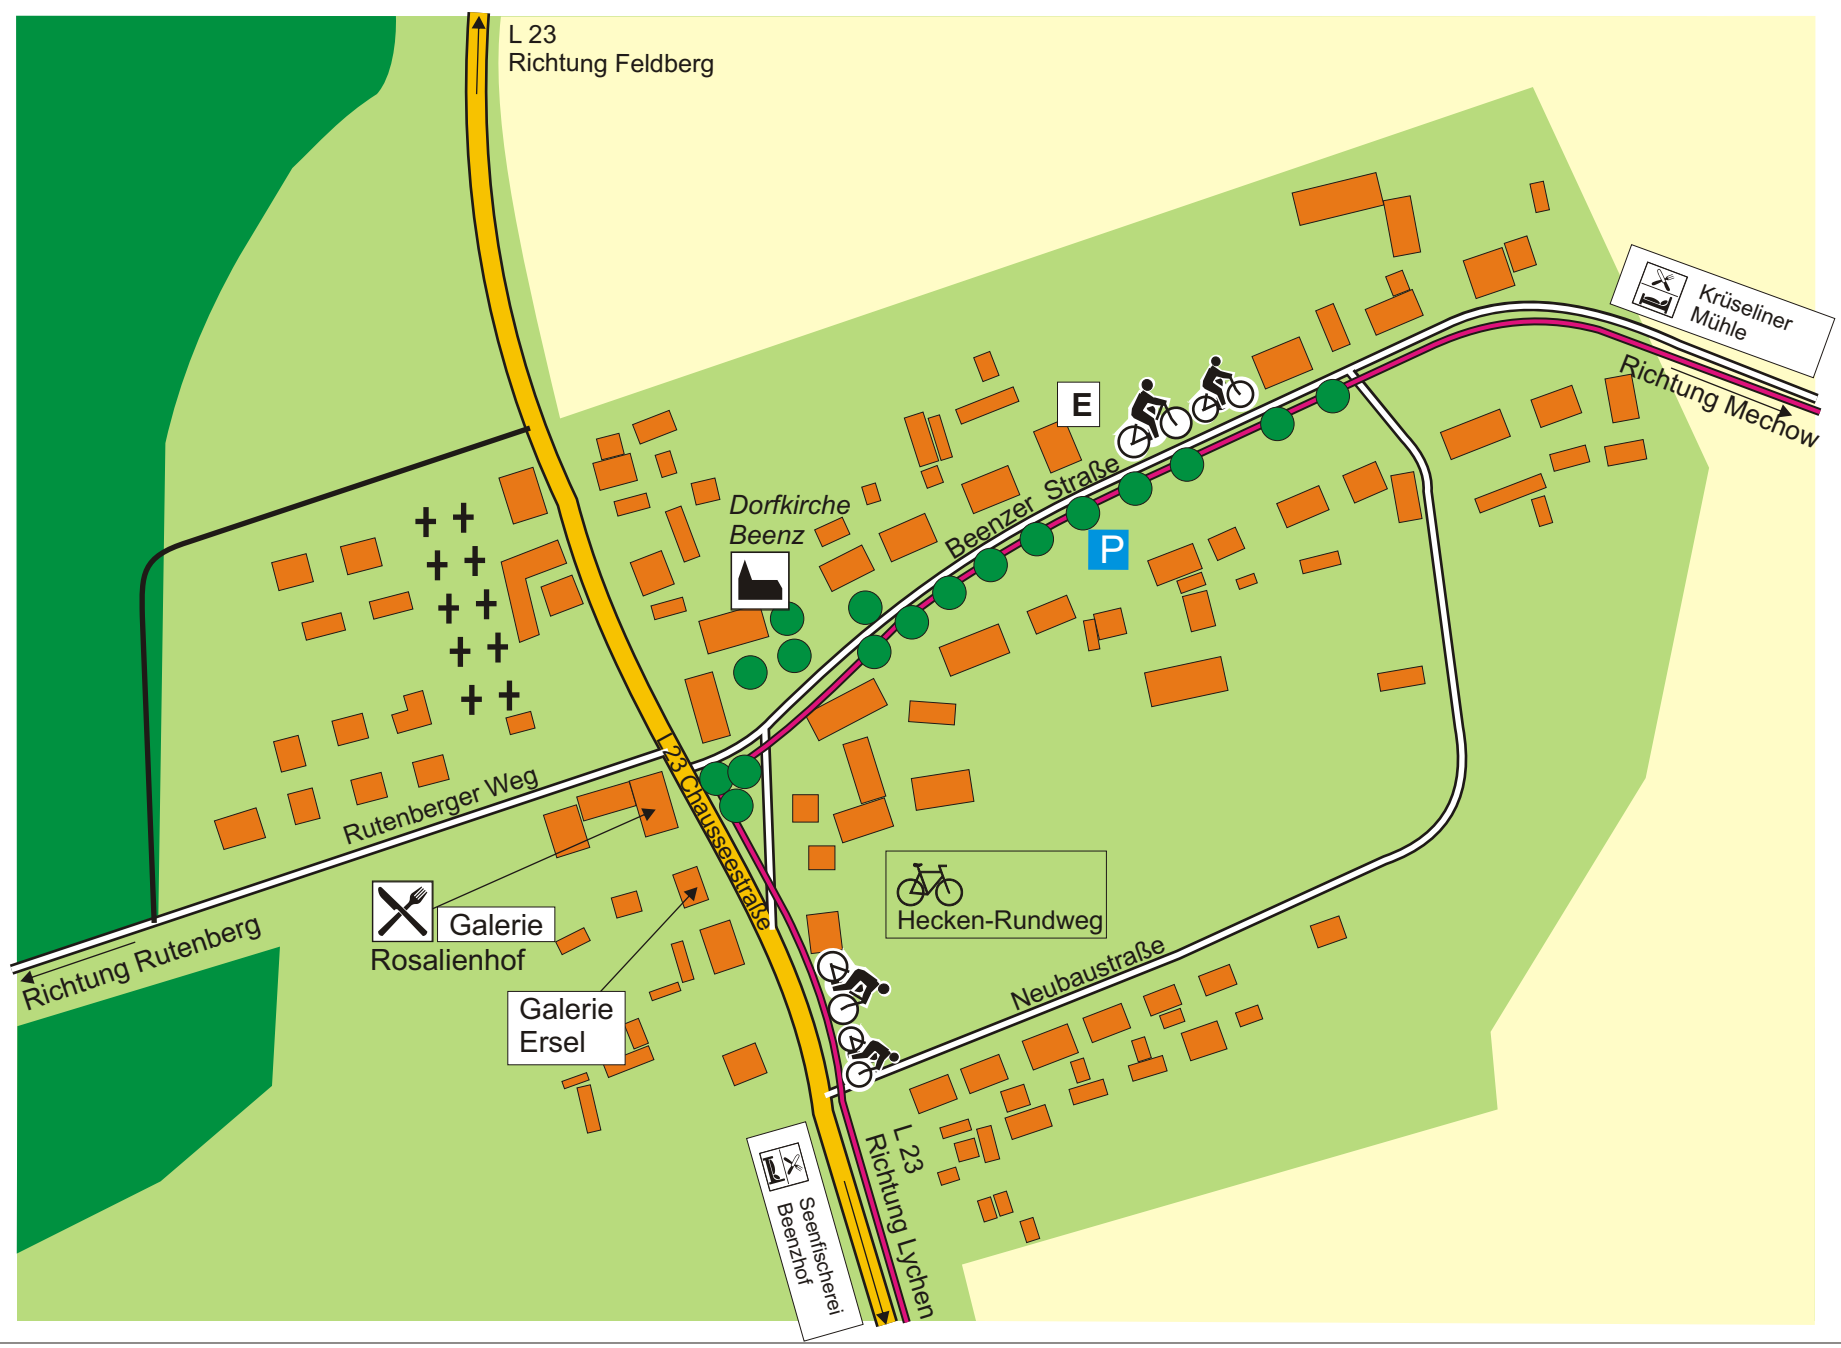 L 23
Richtung Feldberg
Krüseliner
Mühle
Richtung Mechow
E
Beenzer Straße
P
Dorfkirche
Beenz
L 23 Chausseestraße
Rutenberger Weg
Richtung Rutenberg
Galerie
Rosalienhof
Galerie
Ersel
Hecken-Rundweg
Neubaustraße
L 23
Richtung Lychen
Seenfischerei
Beenzhof